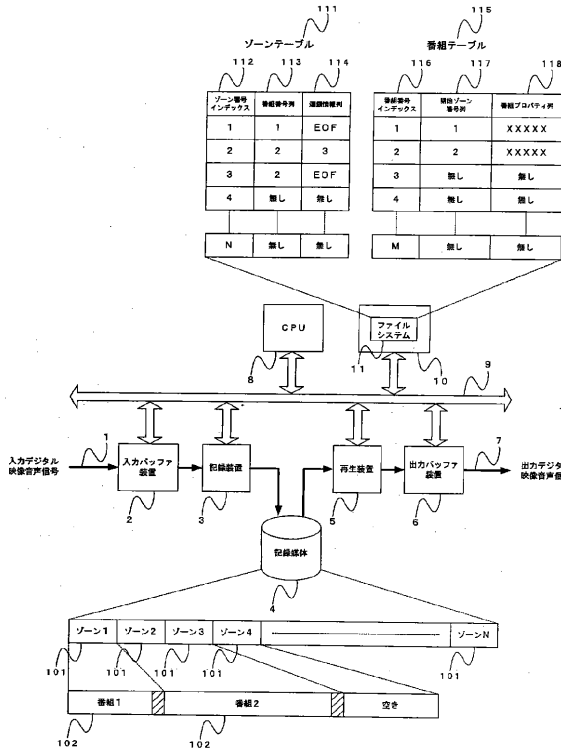 111
115
ゾーンテーブル
番組テーブル
112 113 114
116 117 118
ゾーン番号インデックス 番組番号列 連鎖情報列
1 1 EOF
2 2 3
3 2 EOF
4 無し 無し
N 無し 無し
番組番号インデックス 開始ゾーン番号列 番組プロパティ列
1 1 XXXXX
2 2 XXXXX
3 無し 無し
4 無し 無し
M 無し 無し
CPU
ファイル
システム
8
11
10
9
入力デジタル
映像音声信号
1
入力バッファ
装置
記録装置
再生装置
出力バッファ
装置
7
出力デジタル
映像音声信
2
3
5
6
記録媒体
4
ゾーン1 ゾーン2 ゾーン3 ゾーン4 ゾーンN
101 101 101 101 101
番組1 番組2 空き
102 102